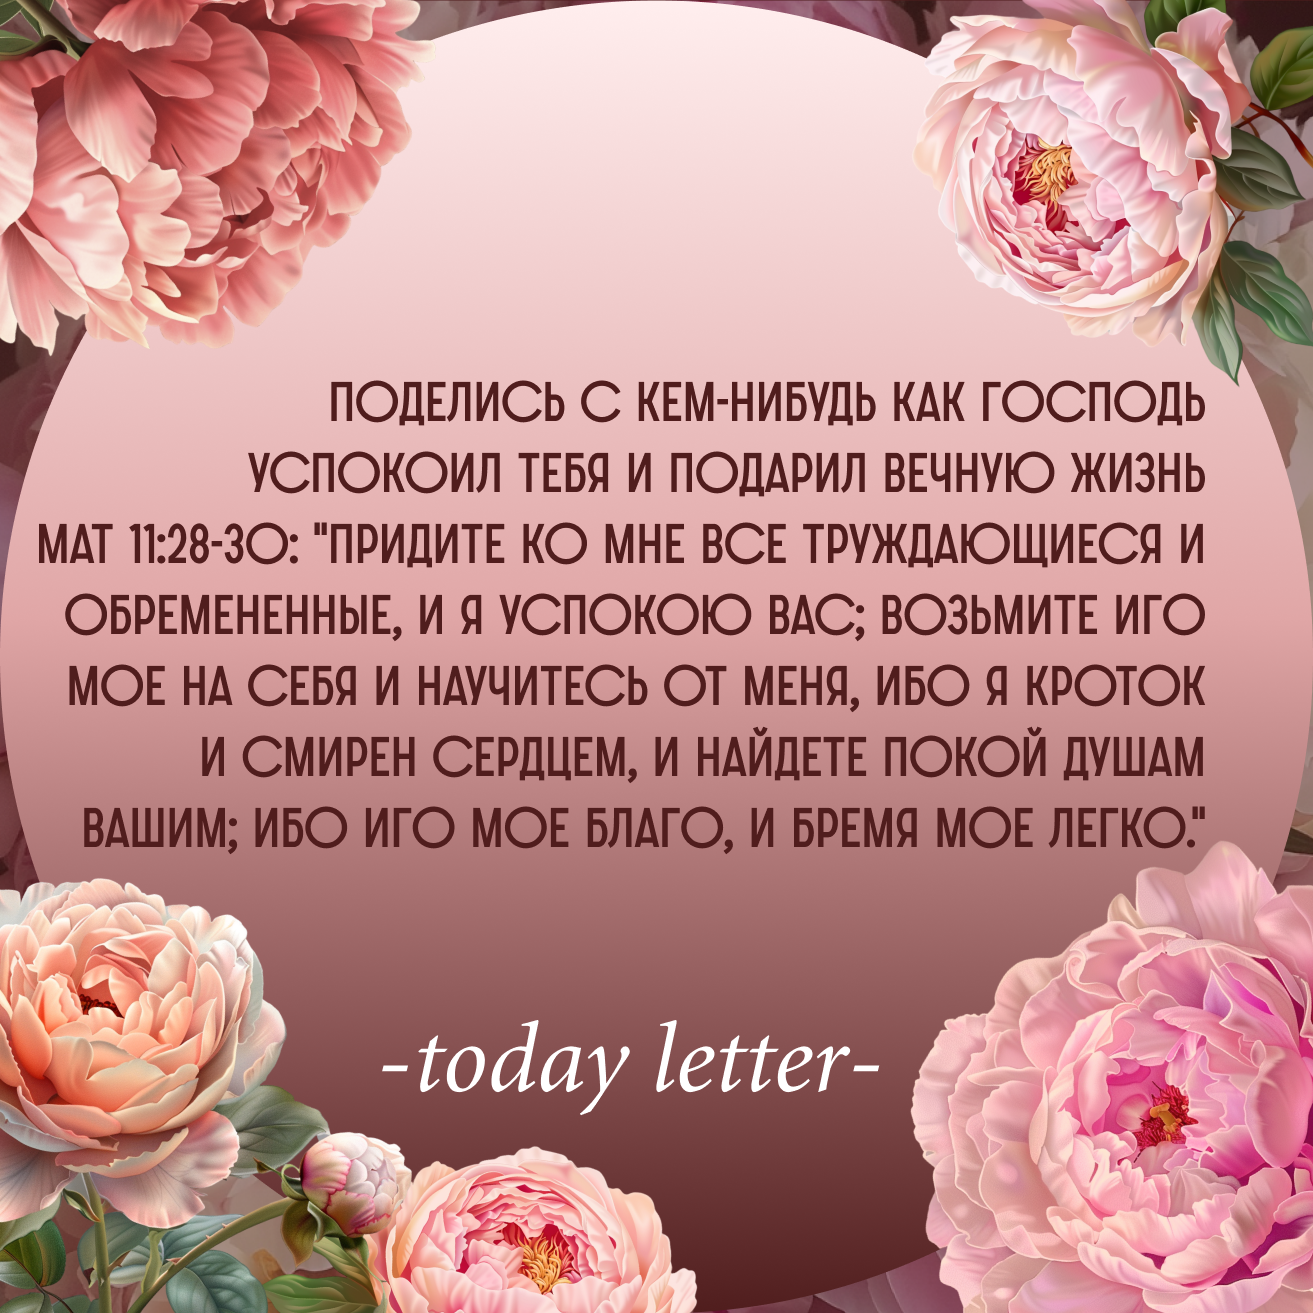 ПОДЕЛИСЬ С КЕМ-НИБУДЬ КАК ГОСПОДЬ
УСПОКОИЛ ТЕБЯ И ПОДАРИЛ ВЕЧНУЮ ЖИЗНЬ
МАТ 11:28-30: "ПРИДИТЕ КО МНЕ ВСЕ ТРУЖДАЮЩИЕСЯ И
ОБРЕМЕНЕННЫЕ, И Я УСПОКОЮ ВАС; ВОЗЬМИТЕ ИГО
МОЕ НА СЕБЯ И НАУЧИТЕСЬ ОТ МЕНЯ, ИБО Я КРОТОК
И СМИРЕН СЕРДЦЕМ, И НАЙДЕТЕ ПОКОЙ ДУШАМ
ВАШИМ; ИБО ИГО МОЕ БЛАГО, И БРЕМЯ МОЕ ЛЕГКО."
-today letter-